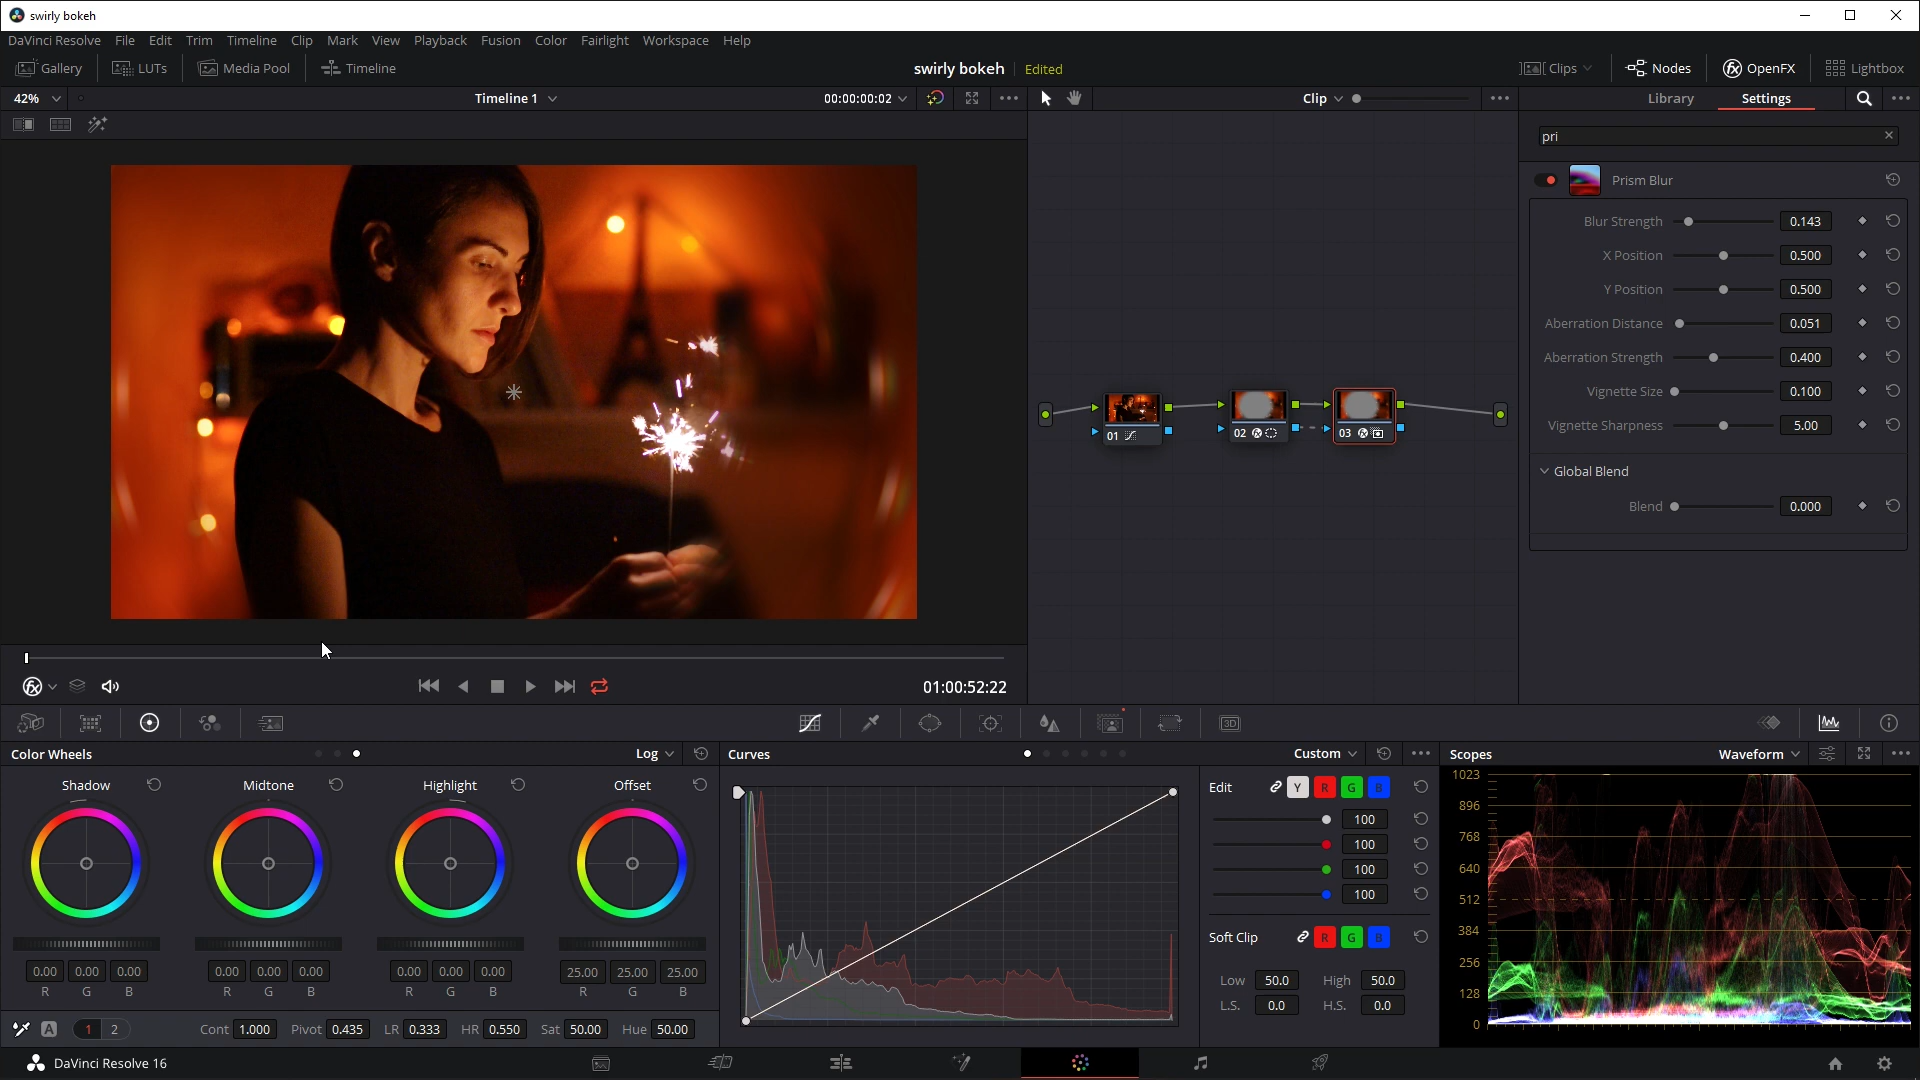 swirly bokeh
DaVinci Resolve File Edit Trim Timeline Clip Mark View Playback Fusion Color Fairlight Workspace Help
Gallery LUTs Media Pool Timeline swirly bokeh Edited Clips Nodes OpenFX Lightbox
42% Timeline 1 00:00:00:02 Clip Library Settings
pri
Prism Blur
Blur Strength 0.143
X Position 0.500
Y Position 0.500
Aberration Distance 0.051
Aberration Strength 0.400
Vignette Size 0.100
Vignette Sharpness 5.00
Global Blend
Blend 0.000
01 02 03
01:00:52:22
3D
Color Wheels Log Curves Custom Scopes Waveform
Shadow Midtone Highlight Offset
0.00 0.00 0.00 0.00 0.00 0.00 0.00 0.00 0.00 25.00 25.00 25.00
R G B R G B R G B R G B
A 1 2 Cont 1.000 Pivot 0.435 LR 0.333 HR 0.550 Sat 50.00 Hue 50.00
Edit Y R G B
100
100
100
100
Soft Clip R G B
Low 50.0 High 50.0
L.S. 0.0 H.S. 0.0
1023
896
768
640
512
384
256
128
0
DaVinci Resolve 16